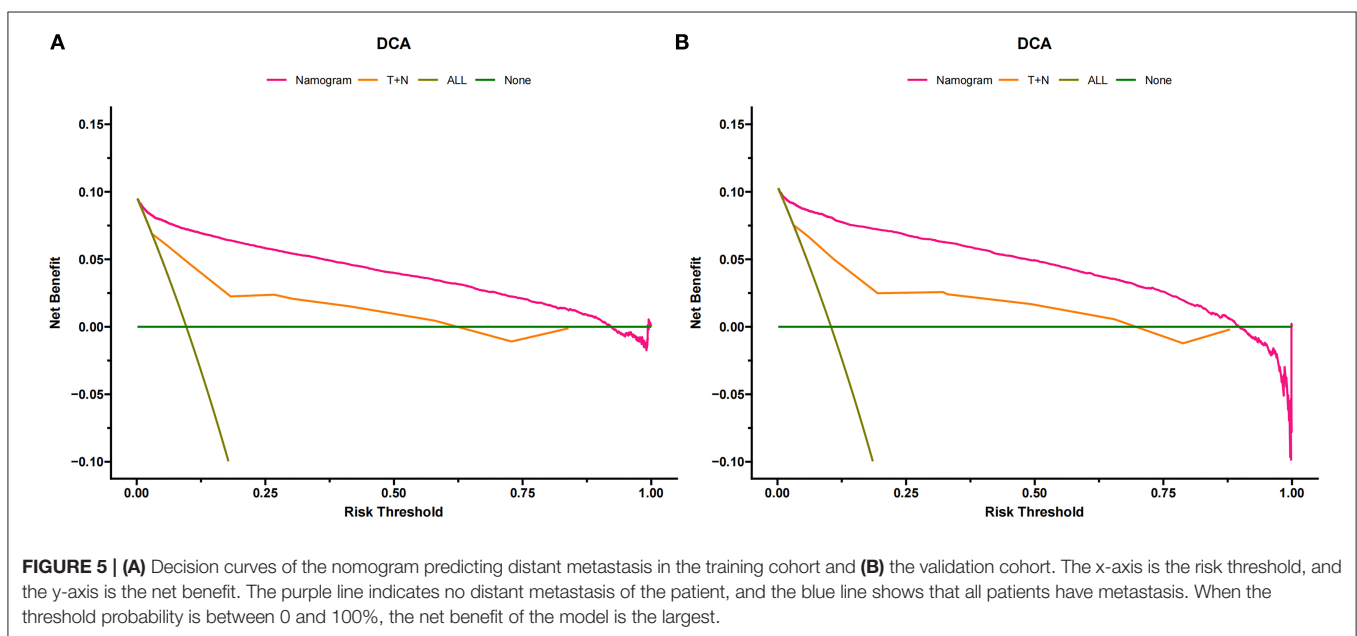 A
DCA
Namogram T+N ALL None
0.15
0.10
0.05
0.00
−0.05
−0.10
Net Benefit
0.00 0.25 0.50 0.75 1.00
Risk Threshold
B
DCA
Namogram T+N ALL None
0.15
0.10
0.05
0.00
−0.05
−0.10
Net Benefit
0.00 0.25 0.50 0.75 1.00
Risk Threshold
FIGURE 5 | (A) Decision curves of the nomogram predicting distant metastasis in the training cohort and (B) the validation cohort. The x-axis is the risk threshold, and
the y-axis is the net benefit. The purple line indicates no distant metastasis of the patient, and the blue line shows that all patients have metastasis. When the
threshold probability is between 0 and 100%, the net benefit of the model is the largest.